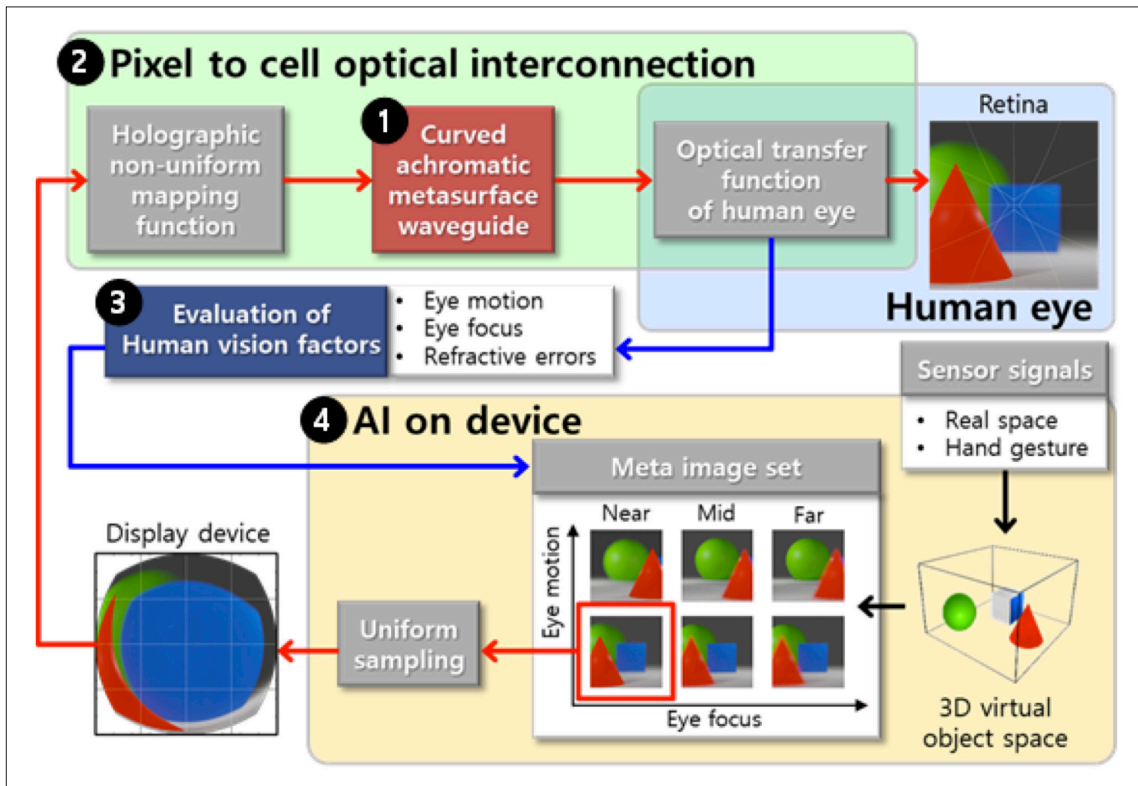 2 Pixel to cell optical interconnection
Holographic
non-uniform
mapping
function
1
Curved
achromatic
metasurface
waveguide
Optical transfer
function
of human eye
Retina
Human eye
3
Evaluation of
Human vision factors
• Eye motion
• Eye focus
• Refractive errors
Sensor signals
• Real space
• Hand gesture
4 AI on device
Meta image set
Near Mid Far
Eye motion
Eye focus
Display device
Uniform
sampling
3D virtual
object space